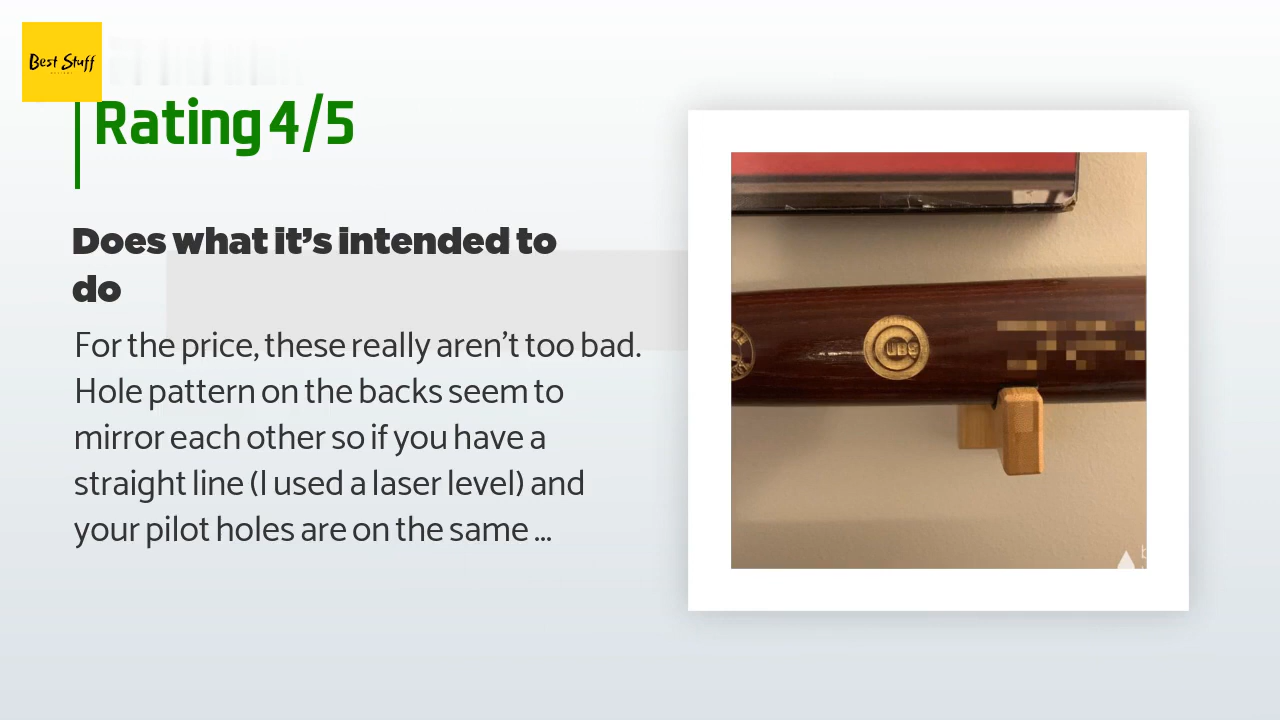 Best Stuff
Rating 4/5
Does what it's intended to
do
For the price, these really aren't too bad.
Hole pattern on the backs seem to
mirror each other so if you have a
straight line (I used a laser level) and
your pilot holes are on the same ...
CUBS